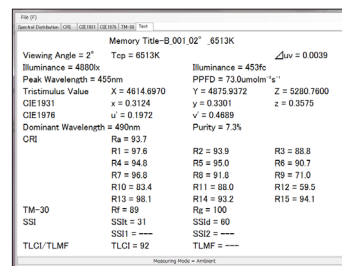 File (F)
Spectral Distribution CRI. CIE1931 CIE1976 TM-30 Text
Memory Title-B_001_02° _6513K
Viewing Angle = 2° Tcp = 6513K ⊿uv = 0.0039
Illuminance = 4880lx Illuminance = 453fc
Peak Wavelength = 455nm PPFD = 73.0umolm⁻²s⁻¹
Tristimulus Value X = 4614.6970 Y = 4875.9372 Z = 5280.7600
CIE1931 x = 0.3124 y = 0.3301 z = 0.3575
CIE1976 u' = 0.1972 v' = 0.4689
Dominant Wavelength = 490nm Purity = 7.3%
CRI Ra = 93.7
R1 = 97.6 R2 = 93.9 R3 = 88.8
R4 = 94.8 R5 = 95.0 R6 = 90.7
R7 = 96.8 R8 = 91.8 R9 = 71.0
R10 = 83.4 R11 = 88.0 R12 = 59.5
R13 = 98.1 R14 = 93.2 R15 = 94.1
TM-30 Rf = 89 Rg = 100
SSI SSIt = 31 SSId = 60
SSI1 = --- SSI2 = ---
TLCI/TLMF TLCI = 92 TLMF = ---
Measuring Mode = Ambient